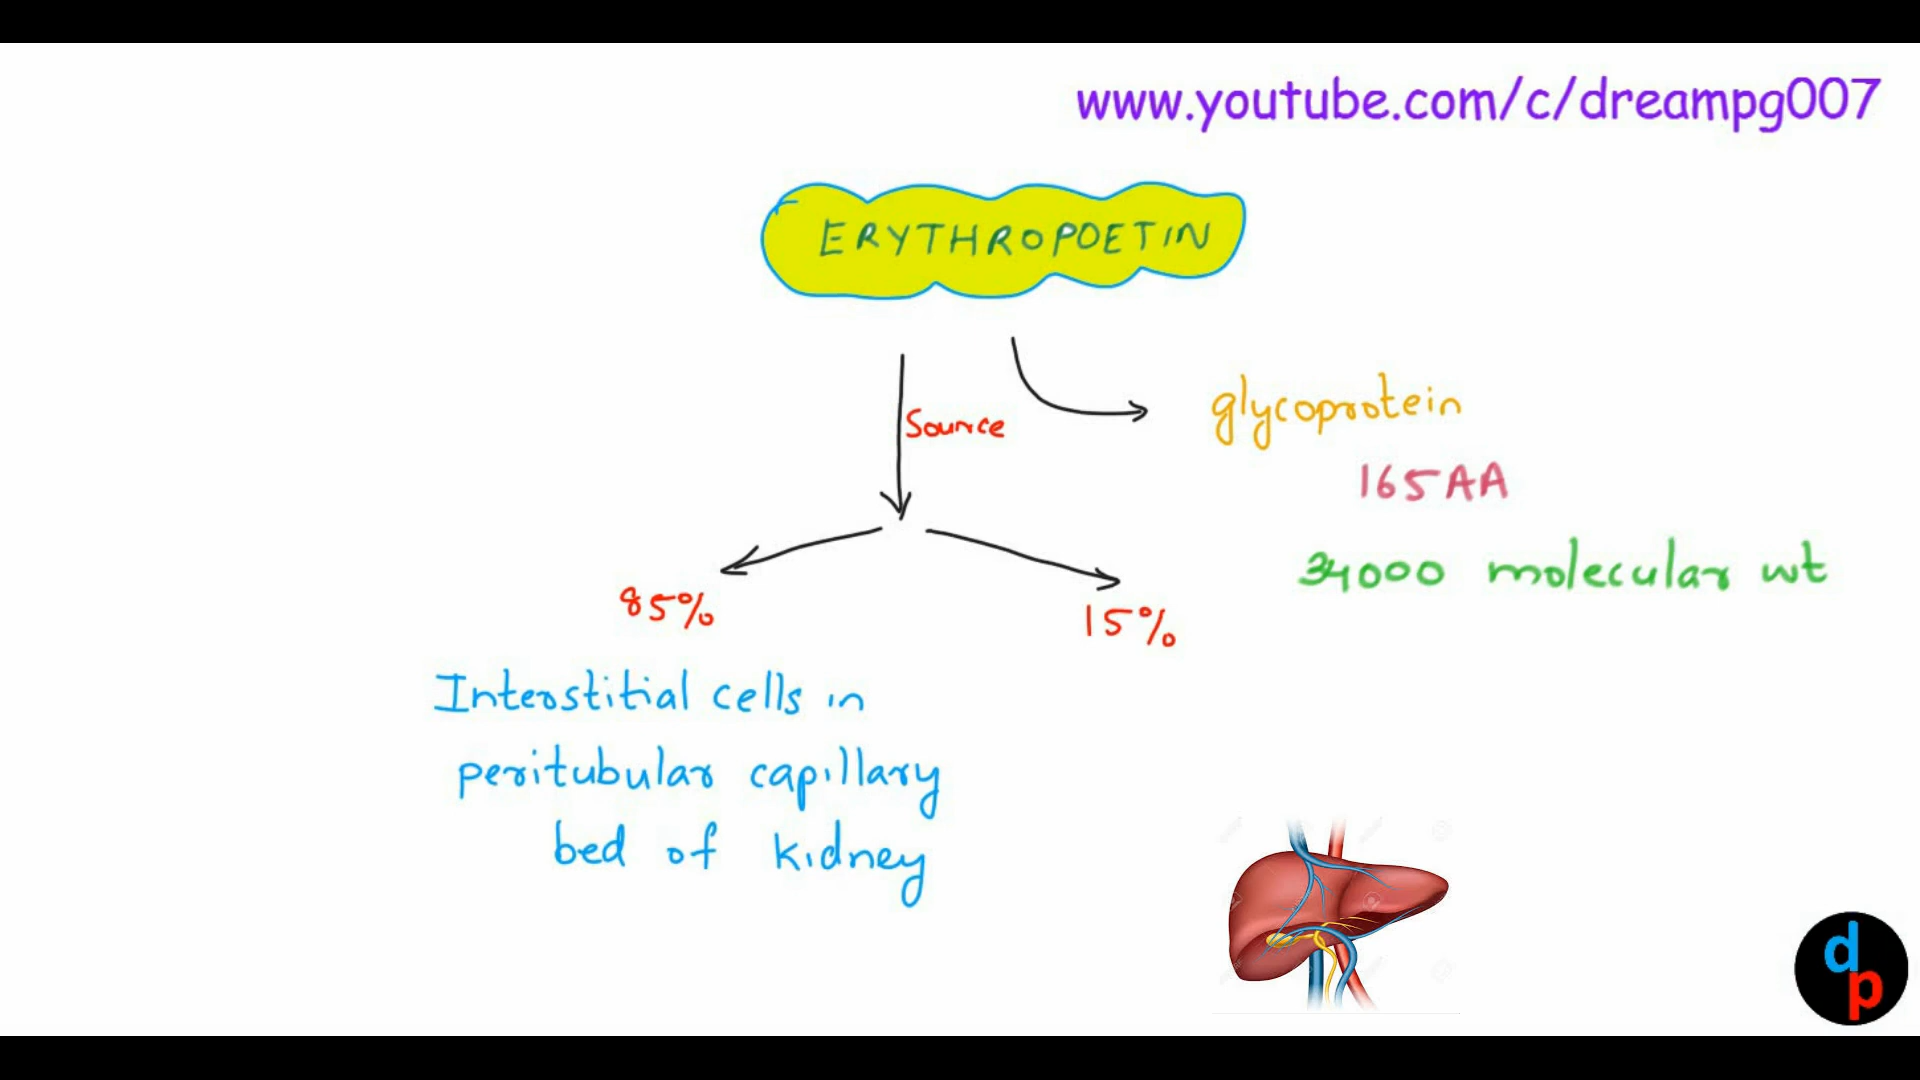 www.youtube.com/c/dreampg007
ERYTHROPOETIN
Source
glycoprotein
165AA
34000 molecular wt
85%
15%
Interstitial cells in
peritubular capillary
bed of kidney
dp